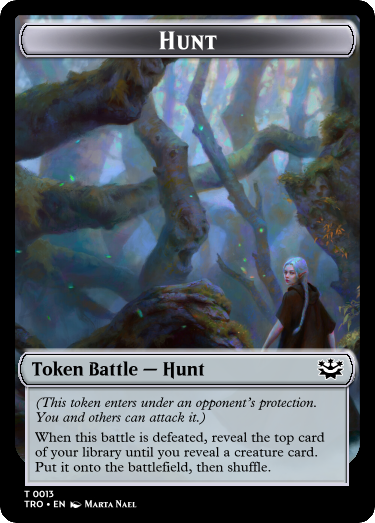 Hunt
Token Battle — Hunt
(This token enters under an opponent's protection.
You and others can attack it.)
When this battle is defeated, reveal the top card
of your library until you reveal a creature card.
Put it onto the battlefield, then shuffle.
T 0013
TRO • EN Marta Nael